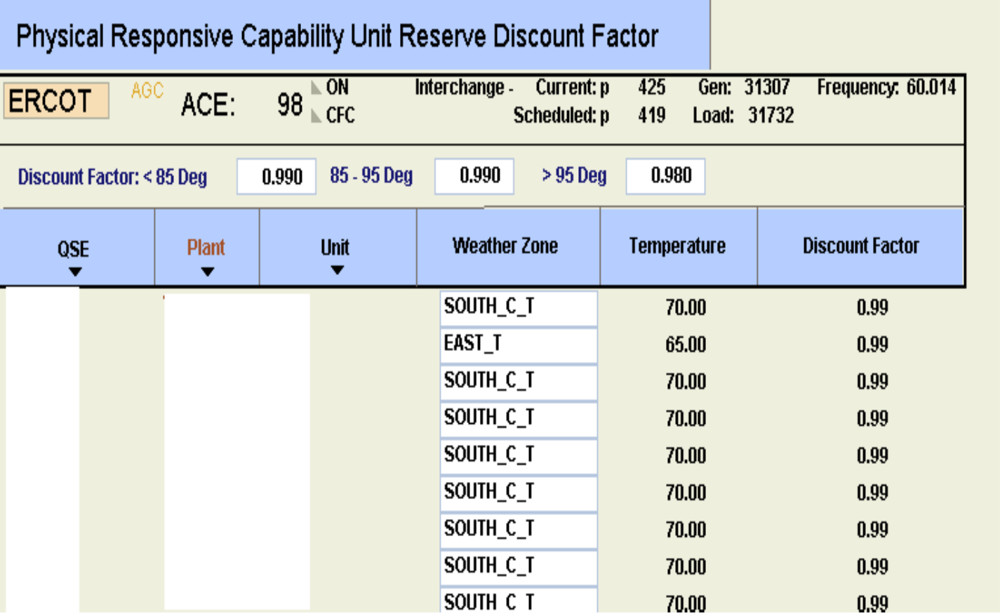 Physical Responsive Capability Unit Reserve Discount Factor
ERCOT AGC ACE: 98 ON Interchange - Current: p 425 Gen: 31307 Frequency: 60.014
CFC Scheduled: p 419 Load: 31732
Discount Factor: < 85 Deg 0.990 85 - 95 Deg 0.990 > 95 Deg 0.980
QSE Plant Unit Weather Zone Temperature Discount Factor
SOUTH_C_T 70.00 0.99
EAST_T 65.00 0.99
SOUTH_C_T 70.00 0.99
SOUTH_C_T 70.00 0.99
SOUTH_C_T 70.00 0.99
SOUTH_C_T 70.00 0.99
SOUTH_C_T 70.00 0.99
SOUTH_C_T 70.00 0.99
SOUTH C T 70.00 0.99